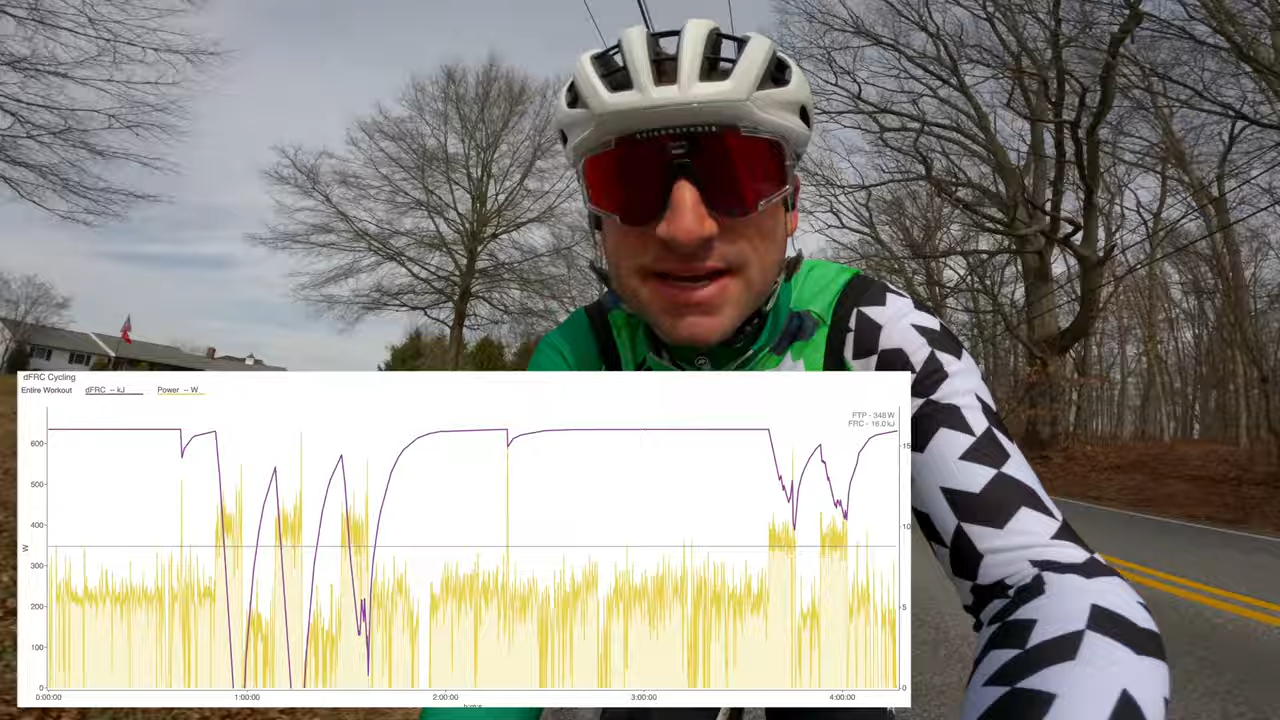 dFRC Cycling
Entire Workout dFRC -- kJ Power -- W
FTP - 348 W
FRC - 16.0 kJ
600
15
500
400
10
W
300
200
5
100
0
0
0:00:00 1:00:00 2:00:00 3:00:00 4:00:00